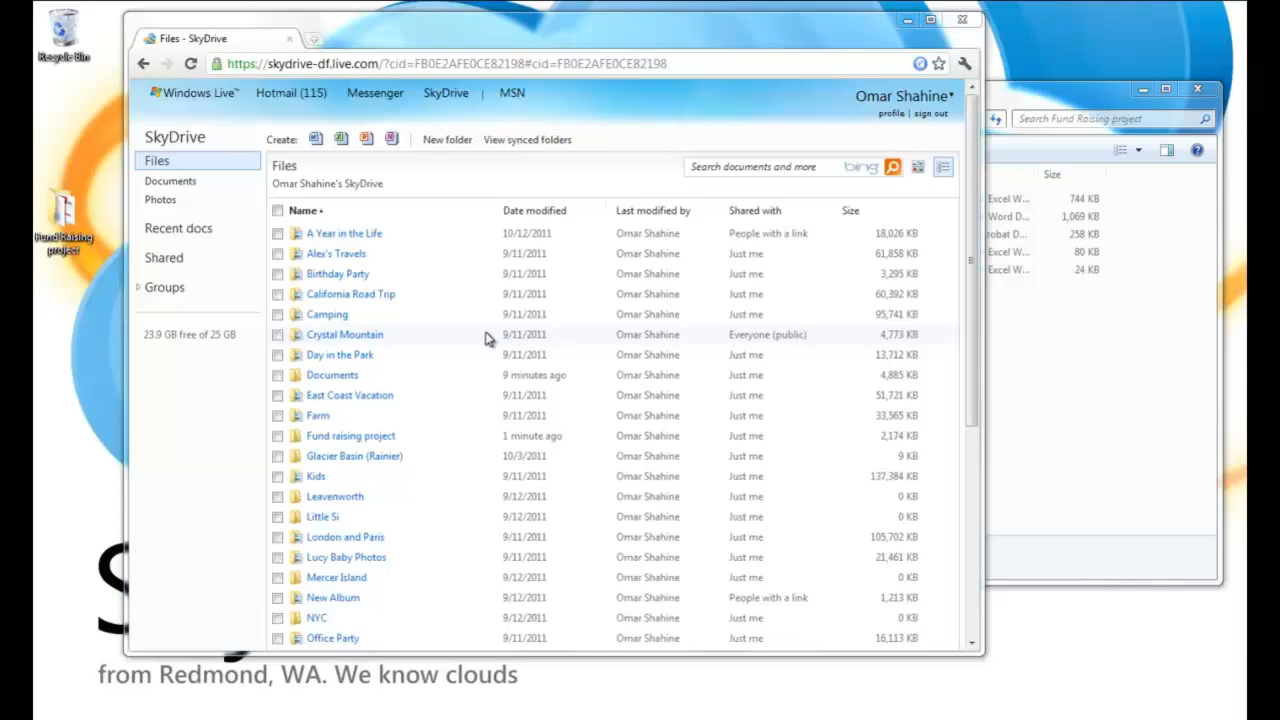 Recycle Bin
Fund Raising
project
Files - SkyDrive
https://skydrive-df.live.com/?cid=FB0E2AFE0CE82198#cid=FB0E2AFE0CE82198
Windows Live™ Hotmail (115) Messenger SkyDrive | MSN
Omar Shahine
profile | sign out
SkyDrive
Files
Documents
Photos
Recent docs
Shared
Groups
23.9 GB free of 25 GB
Create: New folder View synced folders
Files
Omar Shahine's SkyDrive
Search documents and more bing
Name Date modified Last modified by Shared with Size
A Year in the Life 10/12/2011 Omar Shahine People with a link 18,026 KB
Alex's Travels 9/11/2011 Omar Shahine Just me 61,858 KB
Birthday Party 9/11/2011 Omar Shahine Just me 3,295 KB
California Road Trip 9/11/2011 Omar Shahine Just me 60,392 KB
Camping 9/11/2011 Omar Shahine Just me 95,741 KB
Crystal Mountain 9/11/2011 Omar Shahine Everyone (public) 4,773 KB
Day in the Park 9/11/2011 Omar Shahine Just me 13,712 KB
Documents 9 minutes ago Omar Shahine Just me 4,885 KB
East Coast Vacation 9/11/2011 Omar Shahine Just me 51,721 KB
Farm 9/11/2011 Omar Shahine Just me 33,565 KB
Fund raising project 1 minute ago Omar Shahine Just me 2,174 KB
Glacier Basin (Rainier) 10/3/2011 Omar Shahine Just me 9 KB
Kids 9/11/2011 Omar Shahine Just me 137,384 KB
Leavenworth 9/12/2011 Omar Shahine Just me 0 KB
Little Si 9/12/2011 Omar Shahine Just me 0 KB
London and Paris 9/11/2011 Omar Shahine Just me 105,702 KB
Lucy Baby Photos 9/11/2011 Omar Shahine Just me 21,461 KB
Mercer Island 9/12/2011 Omar Shahine Just me 0 KB
New Album 9/12/2011 Omar Shahine People with a link 1,213 KB
NYC 9/12/2011 Omar Shahine Just me 0 KB
Office Party 9/11/2011 Omar Shahine Just me 16,113 KB
Search Fund Raising project
Size
Excel W... 744 KB
Word D... 1,069 KB
robat D... 258 KB
Excel W... 80 KB
Excel W... 24 KB
from Redmond, WA. We know clouds